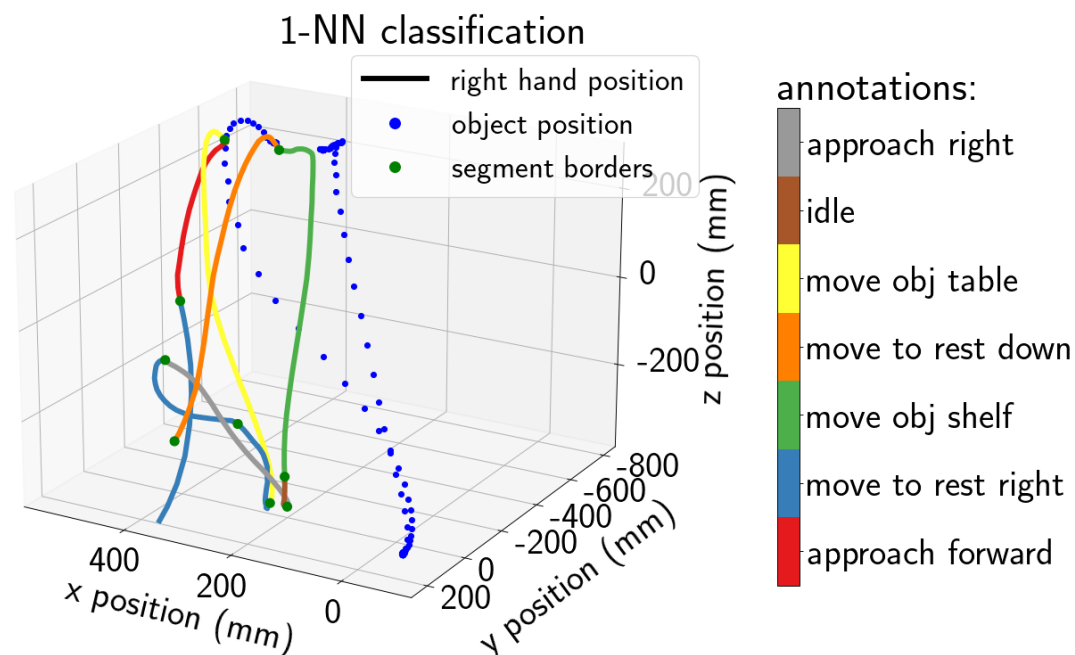 1-NN classification
right hand position
object position
segment borders
annotations:
approach right
idle
move obj table
move to rest down
move obj shelf
move to rest right
approach forward
200
0
-200
z position (mm)
-800
-600
-400
-200
0
200
y position (mm)
400
200
0
x position (mm)